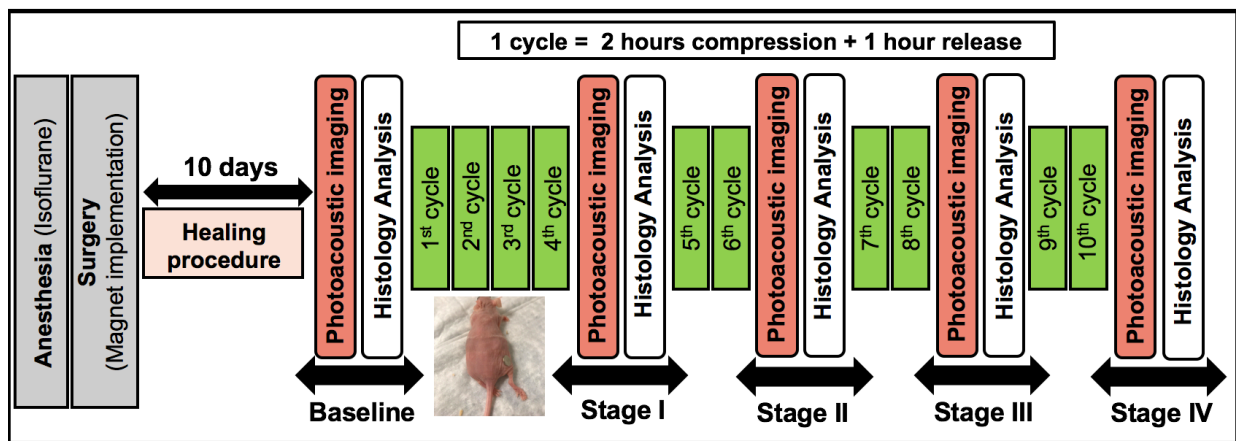 1 cycle = 2 hours compression + 1 hour release
Anesthesia (Isoflurane)
Surgery
(Magnet implementation)
10 days
Healing
procedure
Photoacoustic imaging
Histology Analysis
Baseline
1st cycle
2nd cycle
3rd cycle
4th cycle
Photoacoustic imaging
Histology Analysis
Stage I
5th cycle
6th cycle
Photoacoustic imaging
Histology Analysis
Stage II
7th cycle
8th cycle
Photoacoustic imaging
Histology Analysis
Stage III
9th cycle
10th cycle
Photoacoustic imaging
Histology Analysis
Stage IV